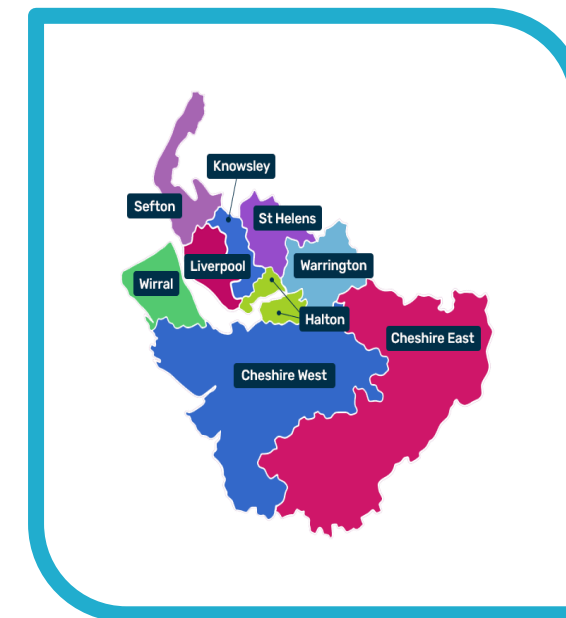 Knowsley
Sefton
St Helens
Liverpool
Warrington
Wirral
Halton
Cheshire East
Cheshire West